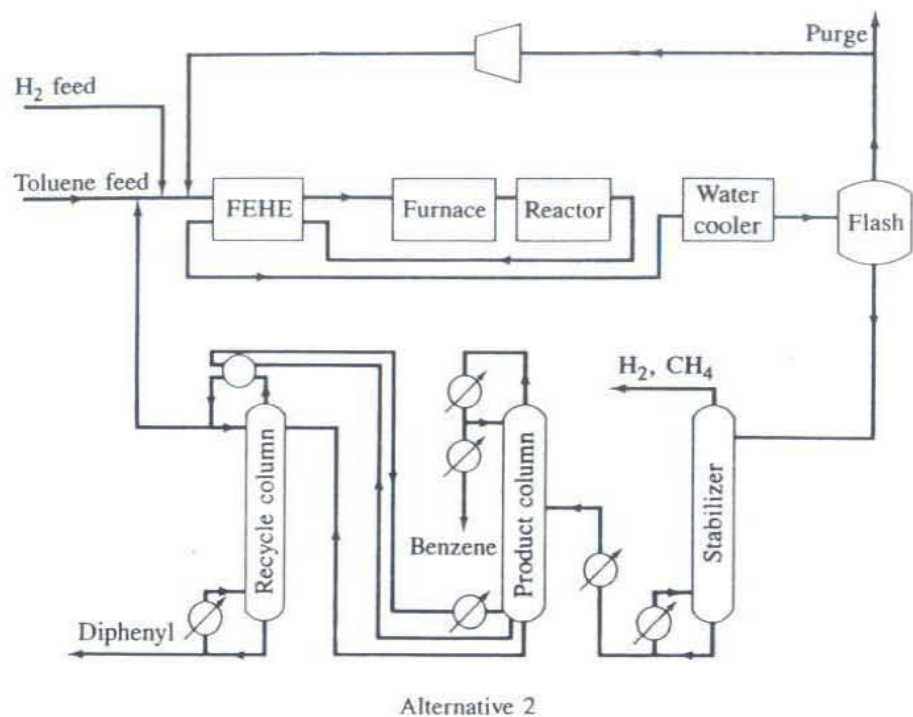 Purge
H₂ feed
Toluene feed
FEHE
Furnace
Reactor
Water
cooler
Flash
H₂, CH₄
Recycle column
Product column
Stabilizer
Benzene
Diphenyl
Alternative 2